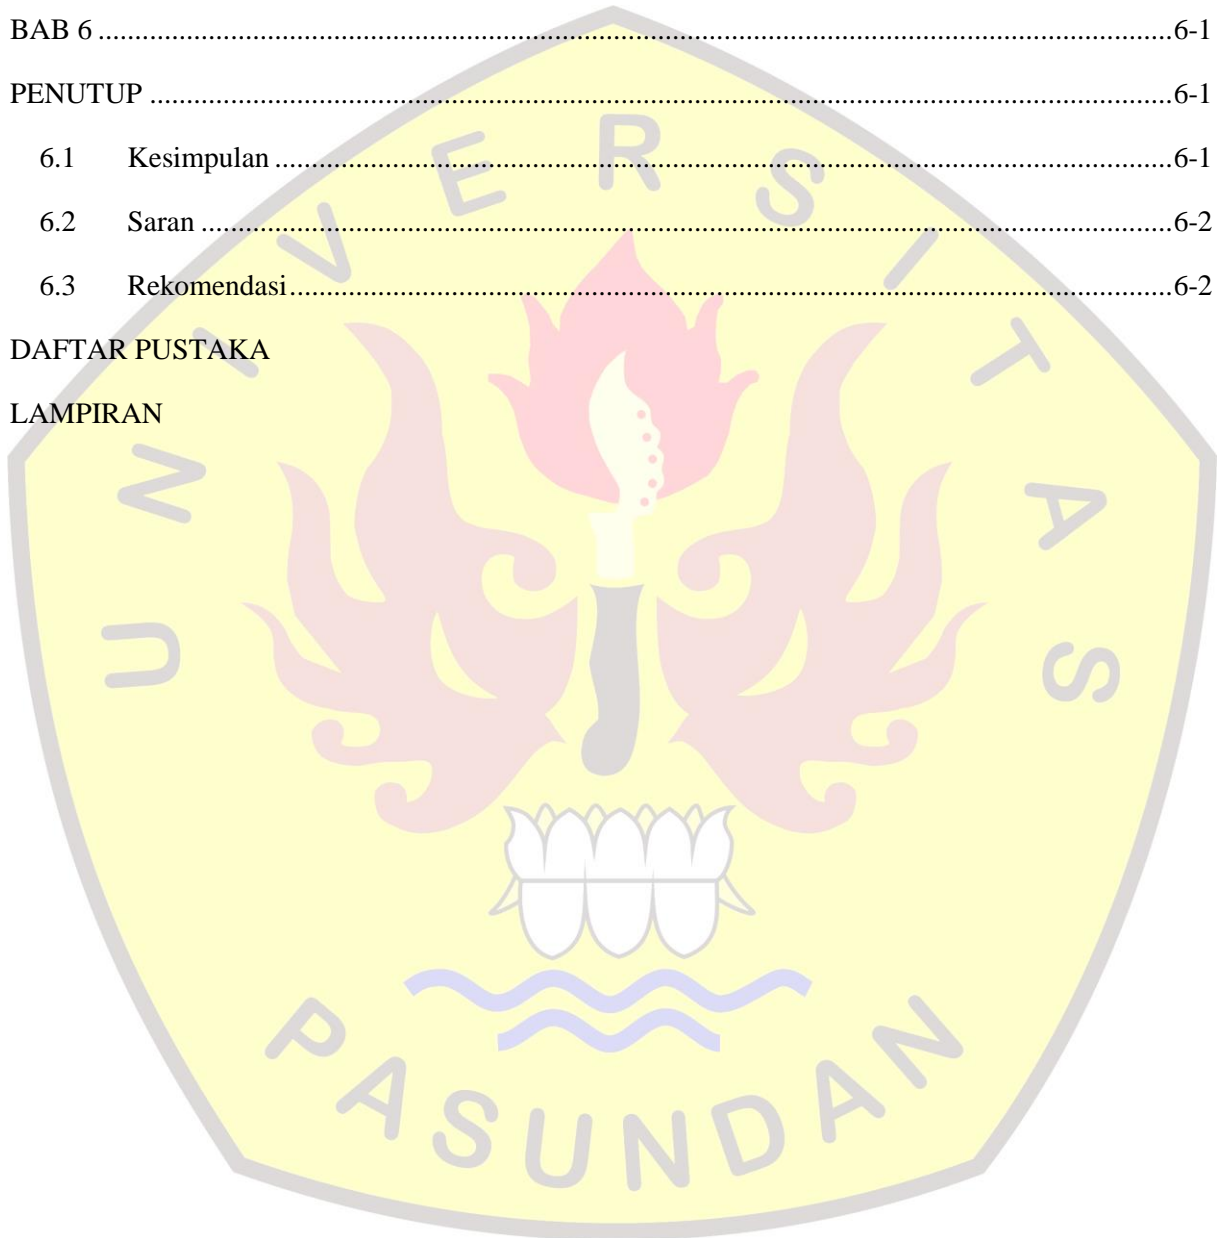 BAB 6 ........................................................................................................................ 6-1
PENUTUP ........................................................................................................................ 6-1
6.1 Kesimpulan ........................................................................................................................ 6-1
6.2 Saran ........................................................................................................................ 6-2
6.3 Rekomendasi ........................................................................................................................ 6-2
DAFTAR PUSTAKA
LAMPIRAN
UNIVERSITAS
PASUNDAN